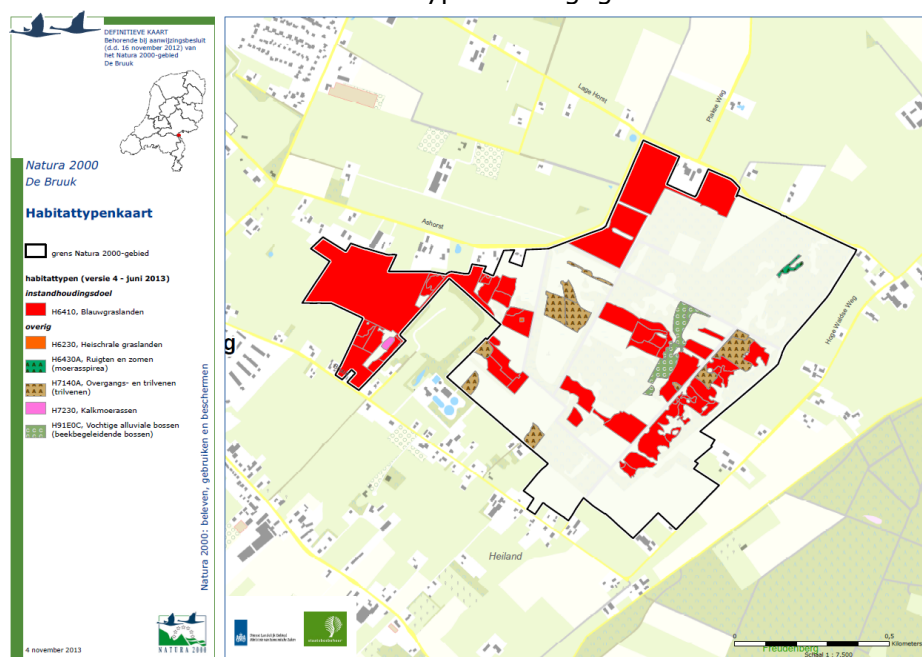 DEFINITIEVE KAART
Behorende bij aanwijzingsbesluit
(d.d. 16 november 2012) van
het Natura 2000-gebied
De Bruuk
Natura 2000
De Bruuk
Habitattypenkaart
grens Natura 2000-gebied
habitattypen (versie 4 - juni 2013)
instandhoudingsdoel
H6410, Blauwgraslanden
overig
H6230, Heischrale graslanden
H6430A, Ruigten en zomen
(moerasspirea)
H7140A, Overgangs- en trilvenen
(trilvenen)
H7230, Kalkmoerassen
H91E0C, Vochtige alluviale bossen
(beekbegeleidende bossen)
Natura 2000: beleven, gebruiken en beschermen
NATURA 2000
4 november 2013
Lage Horst
Plakse Weg
Ashorst
Hoge Waldse Weg
g
Heiland
staatsbosbeheer
Freudenberg
0
0,5
Kilometers
Schaal 1 : 7.500